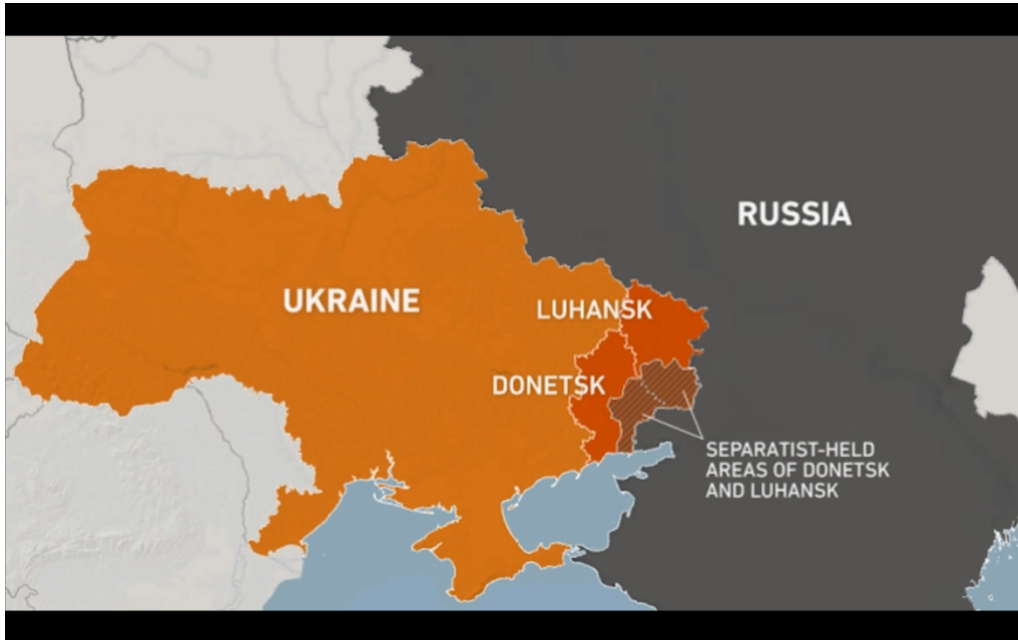 RUSSIA
UKRAINE
LUHANSK
DONETSK
SEPARATIST-HELD
AREAS OF DONETSK
AND LUHANSK